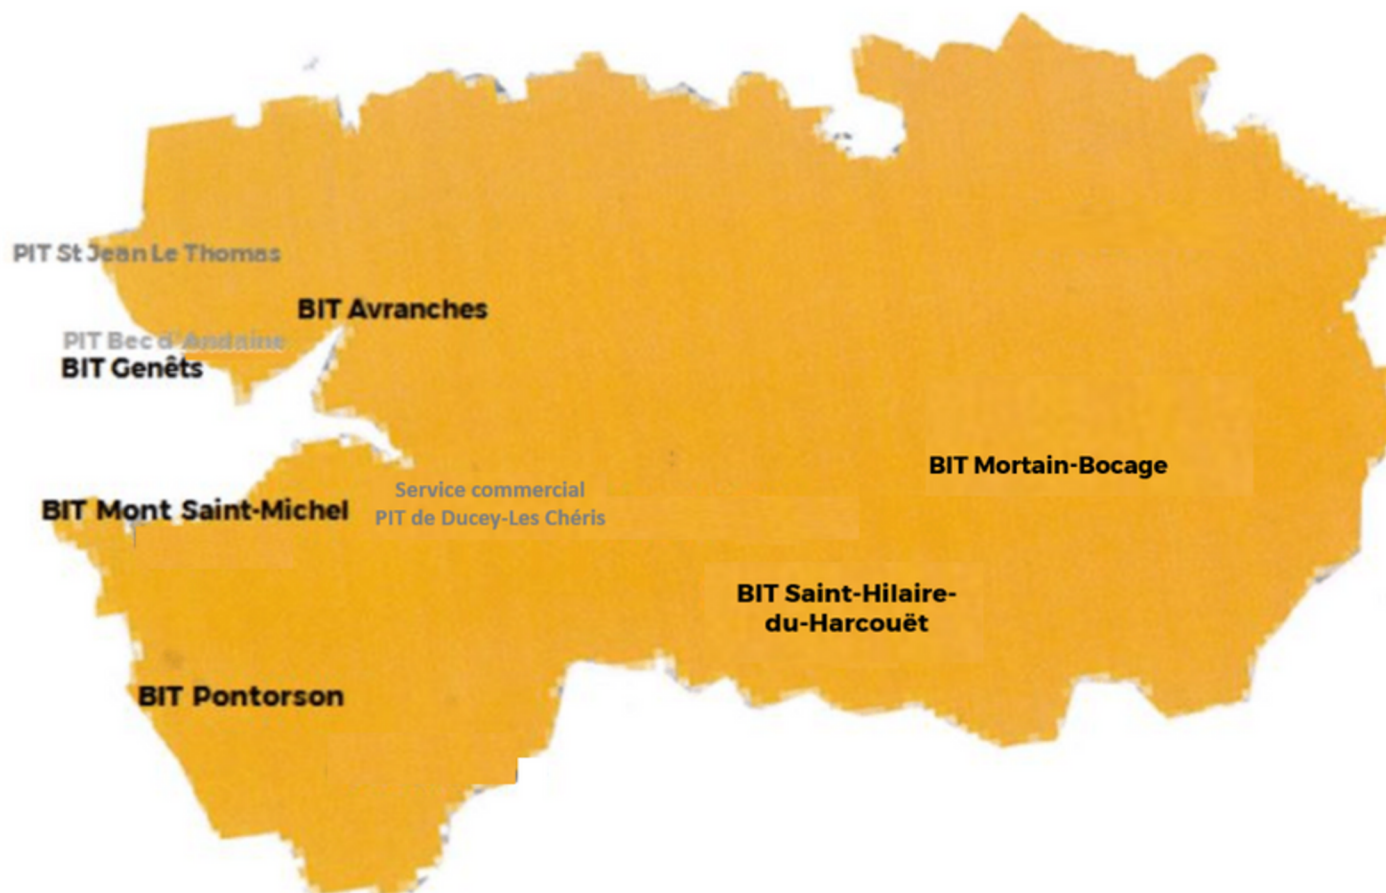 PIT St Jean Le Thomas
BIT Avranches
PIT Bec d'Andaine
BIT Genêts
BIT Mortain-Bocage
Service commercial
PIT de Ducey-Les Chéris
BIT Mont Saint-Michel
BIT Saint-Hilaire-
du-Harcouët
BIT Pontorson